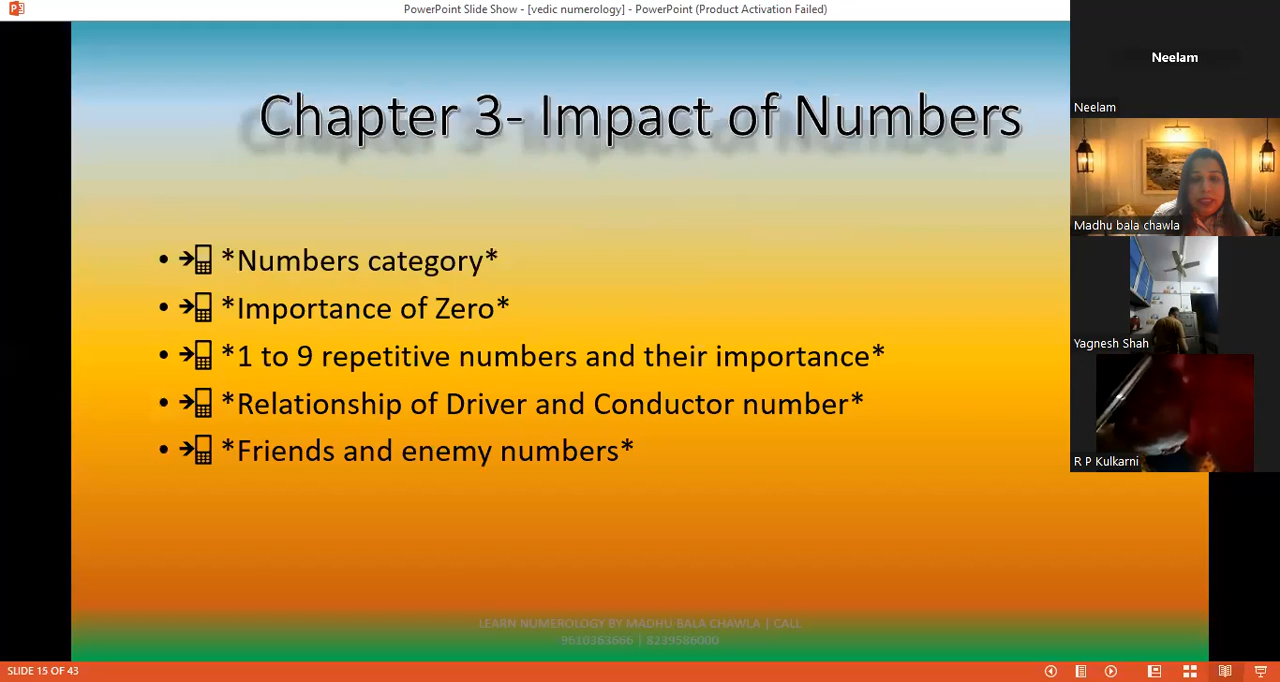 PowerPoint Slide Show - [vedic numerology] - PowerPoint (Product Activation Failed)
Neelam
Neelam
Chapter 3- Impact of Numbers
Madhu bala chawla
• *Numbers category*
• *Importance of Zero*
• *1 to 9 repetitive numbers and their importance*
Yagnesh Shah
• *Relationship of Driver and Conductor number*
• *Friends and enemy numbers*
R P Kulkarni
LEARN NUMEROLOGY BY MADHU BALA CHAWLA | CALL
9610363666 | 8239586000
SLIDE 15 OF 43